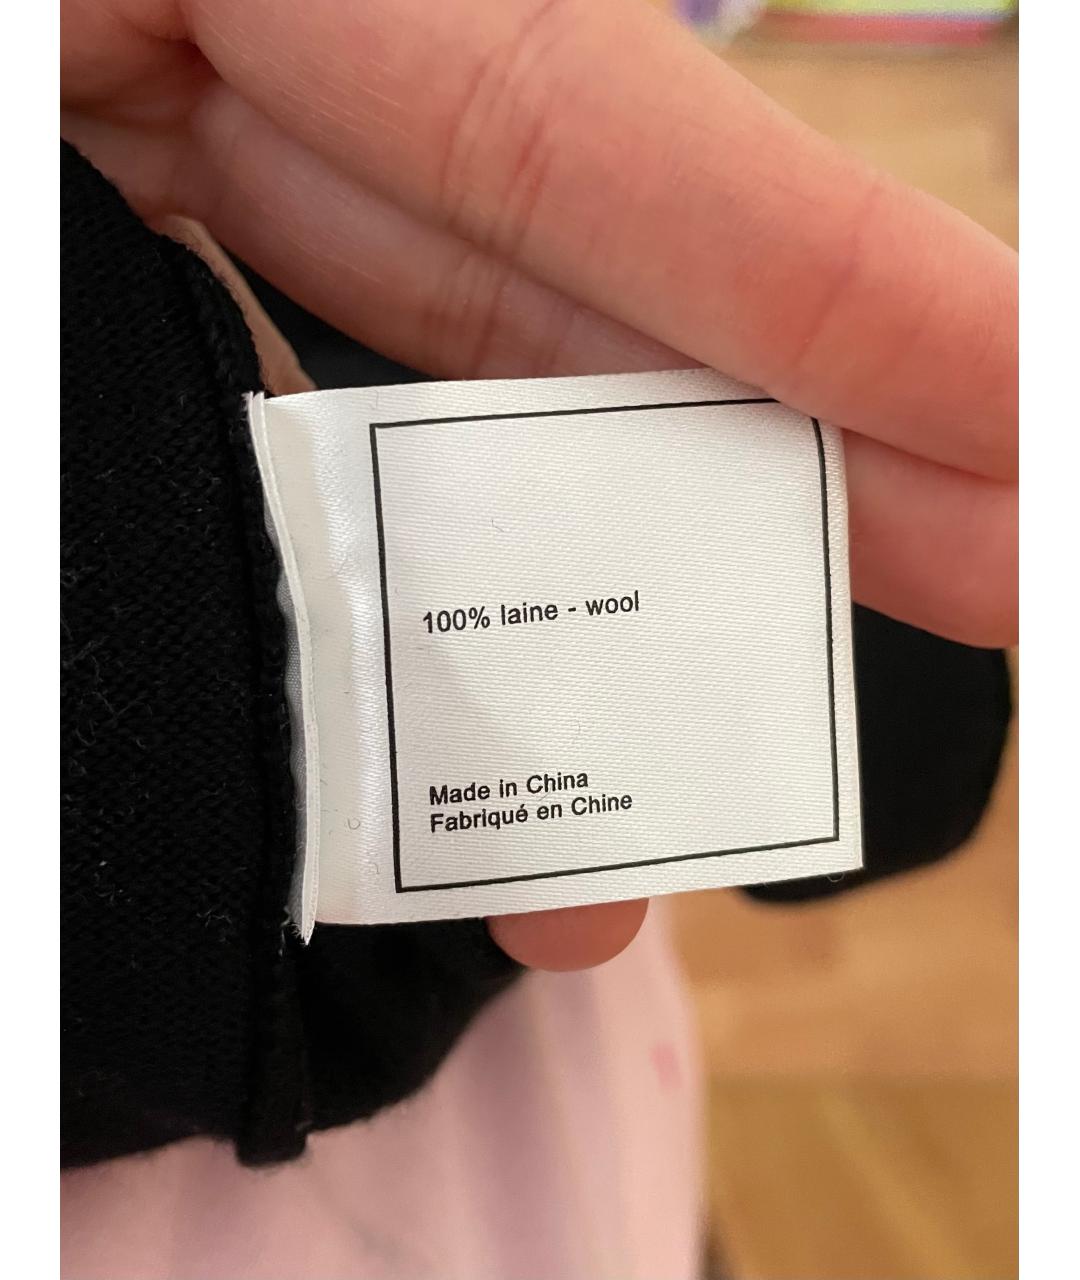 100% laine - wool
Made in China
Fabriqué en Chine